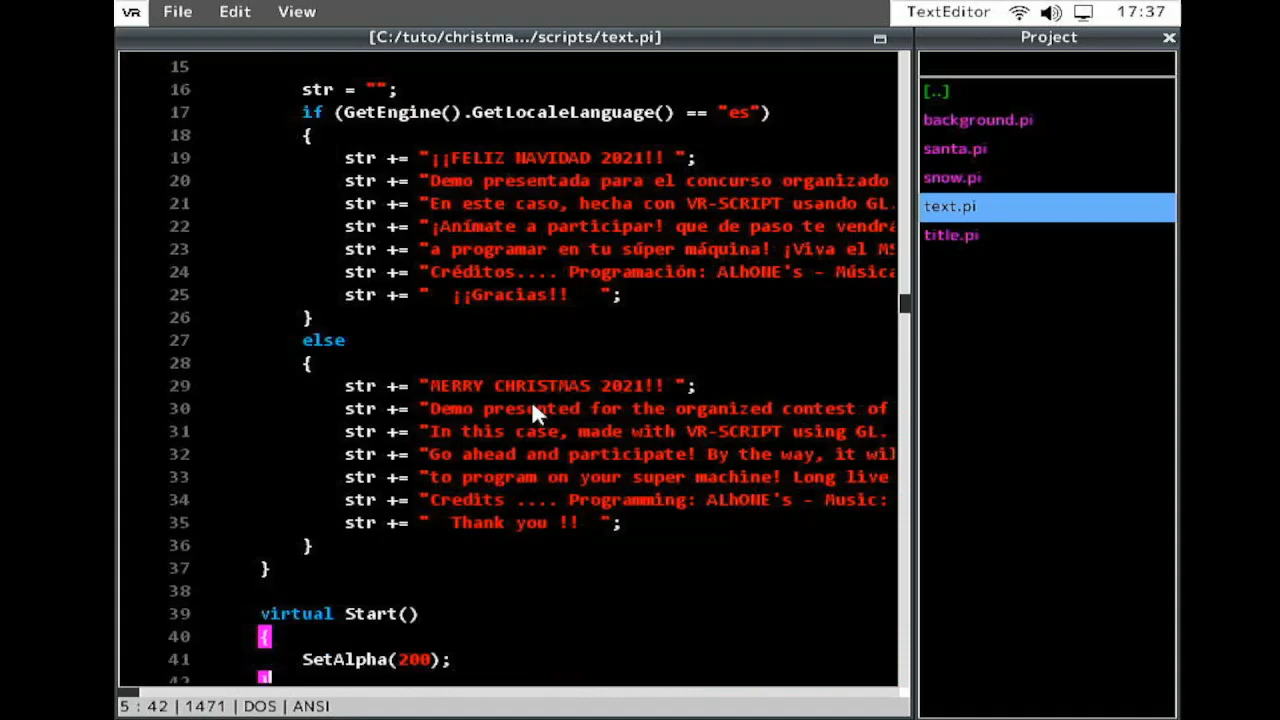 VR File Edit View TextEditor 17:37
[C:/tuto/christma.../scripts/text.pi] Project
15
16 str = "";
17 if (GetEngine().GetLocaleLanguage() == "es")
18 {
19 str += "¡¡FELIZ NAVIDAD 2021!! ";
20 str += "Demo presentada para el concurso organizado
21 str += "En este caso, hecha con VR-SCRIPT usando GL.
22 str += "¡Anímate a participar! que de paso te vendrá
23 str += "a programar en tu súper máquina! ¡Viva el MS
24 str += "Créditos.... Programación: ALhONE's - Música
25 str += "  ¡¡Gracias!!   ";
26 }
27 else
28 {
29 str += "MERRY CHRISTMAS 2021!! ";
30 str += "Demo presented for the organized contest of
31 str += "In this case, made with VR-SCRIPT using GL.
32 str += "Go ahead and participate! By the way, it wil
33 str += "to program on your super machine! Long live
34 str += "Credits .... Programming: ALhONE's - Music:
35 str += "  Thank you !!  ";
36 }
37 }
38
39 virtual Start()
40 {
41 SetAlpha(200);
42 }
5 : 42 | 1471 | DOS | ANSI
[..]
background.pi
santa.pi
snow.pi
text.pi
title.pi